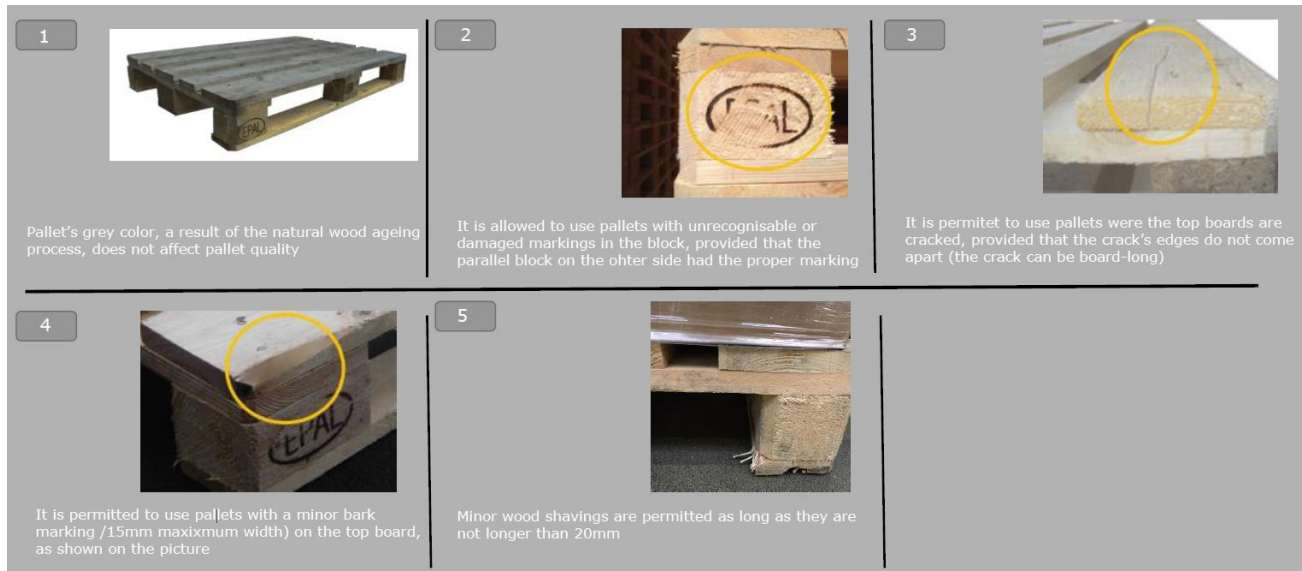 1
EPAL
Pallet's grey color, a result of the natural wood ageing
process, does not affect pallet quality
2
EPAL
It is allowed to use pallets with unrecognisable or
damaged markings in the block, provided that the
parallel block on the ohter side had the proper marking
3
It is permitet to use pallets were the top boards are
cracked, provided that the crack's edges do not come
apart (the crack can be board-long)
4
EPAL
It is permitted to use pallets with a minor bark
marking /15mm maxixmum width) on the top board,
as shown on the picture
5
Minor wood shavings are permitted as long as they are
not longer than 20mm